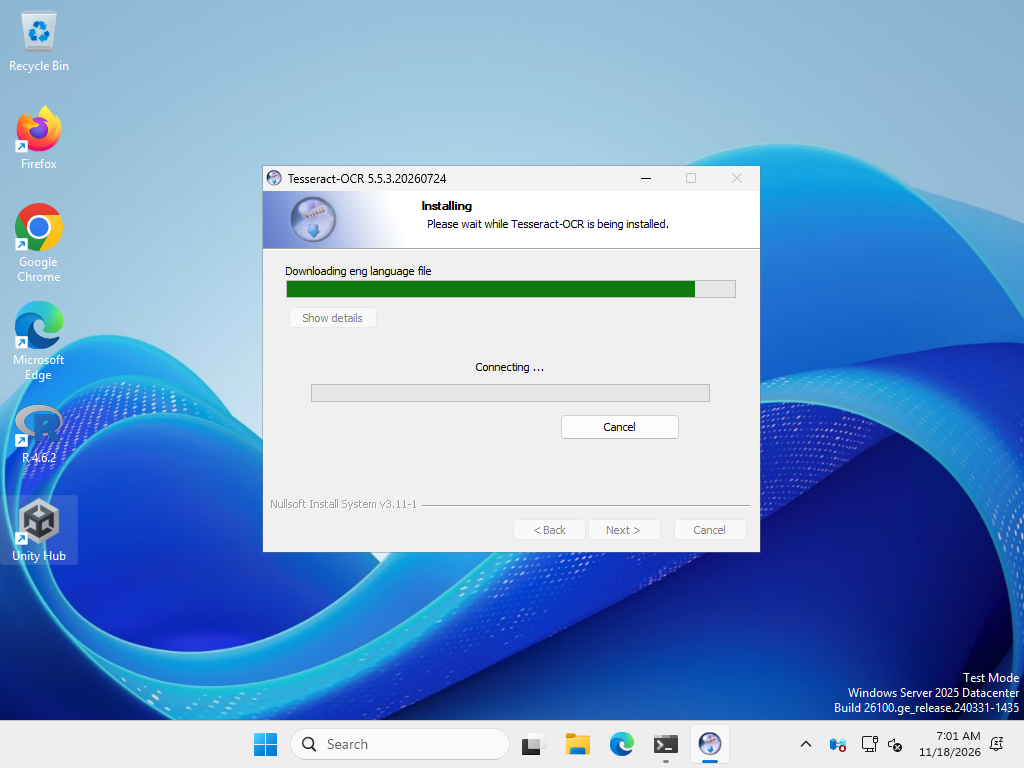 Recycle Bin
Firefox
Google
Chrome
Microsoft
Edge
R 4.6.2
Unity Hub
Tesseract-OCR 5.5.3.20260724
Installing
Please wait while Tesseract-OCR is being installed.
Downloading eng language file
Show details
Connecting ...
Cancel
Nullsoft Install System v3.11-1
< Back
Next >
Cancel
Test Mode
Windows Server 2025 Datacenter
Build 26100.ge_release.240331-1435
Search
7:01 AM
11/18/2026